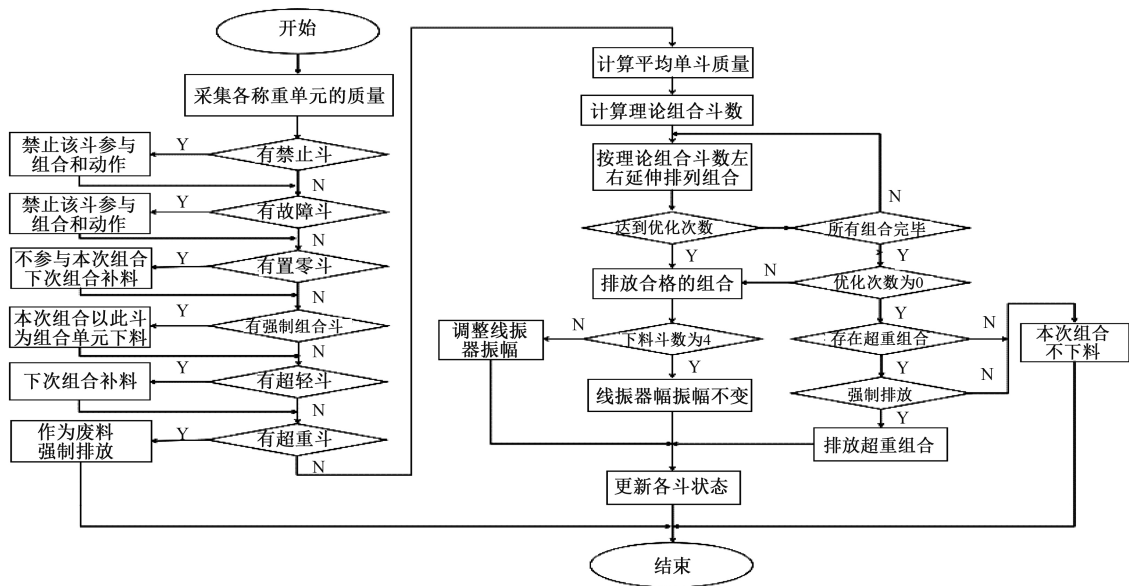 开始
采集各称重单元的质量
有禁止斗
Y
禁止该斗参与
组合和动作
N
有故障斗
Y
禁止该斗参与
组合和动作
N
有置零斗
Y
不参与本次组合
下次组合补料
N
有强制组合斗
Y
本次组合以此斗
为组合单元下料
N
有超轻斗
Y
下次组合补料
N
有超重斗
Y
作为废料
强制排放
N
计算平均单斗质量
计算理论组合斗数
按理论组合斗数左
右延伸排列组合
达到优化次数
N
所有组合完毕
Y
Y
排放合格的组合
N
优化次数为0
Y
调整线振
器振幅
N
下料斗数为4
存在超重组合
N
本次组合
不下料
Y
Y
线振器幅振幅不变
强制排放
N
Y
排放超重组合
更新各斗状态
结束